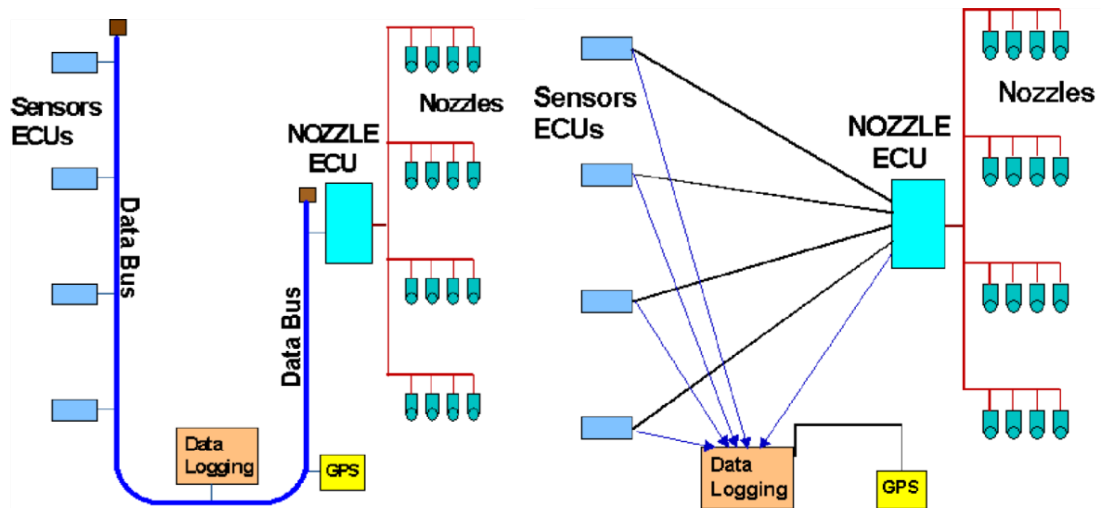 Sensors
ECUs
Data Bus
NOZZLE
ECU
Nozzles
Data Bus
Data
Logging
GPS
Sensors
ECUs
NOZZLE
ECU
Nozzles
Data
Logging
GPS